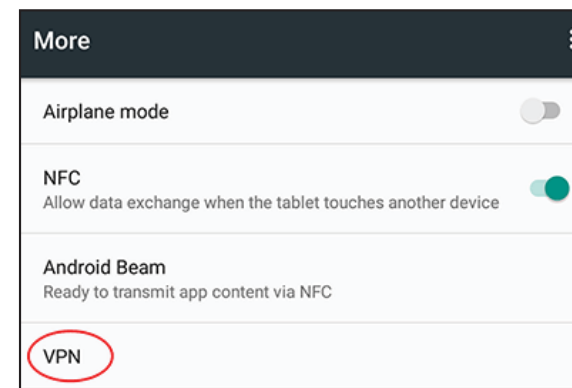 More
Airplane mode
NFC
Allow data exchange when the tablet touches another device
Android Beam
Ready to transmit app content via NFC
VPN